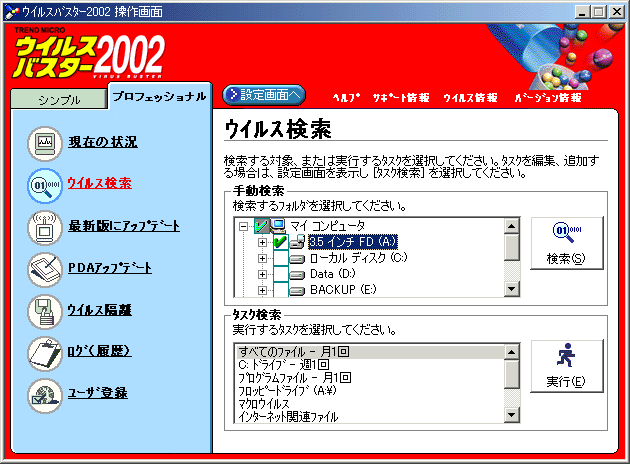 ウイルスバスター2002 操作画面
TREND MICRO
ウイルス
バスター2002
VIRUS BUSTER
シンプル
プロフェッショナル
設定画面へ
ヘルプ サポート情報 ウイルス情報 バージョン情報
現在の状況
ウイルス検索
最新版にアップデート
PDAアップデート
ウイルス隔離
ログ(履歴)
ユーザ登録
ウイルス検索
検索する対象、または実行するタスクを選択してください。タスクを編集、追加す
る場合は、設定画面を表示し [タスク検索] を選択してください。
手動検索
検索するフォルダを選択してください。
マイ コンピュータ
3.5 インチ FD (A:)
ローカル ディスク (C:)
Data (D:)
BACKUP (E:)
検索(S)
タスク検索
実行するタスクを選択してください。
すべてのファイル - 月1回
C: ドライブ - 週1回
プログラムファイル - 月1回
フロッピードライブ (A:¥)
マクロウイルス
インターネット関連ファイル
実行(E)